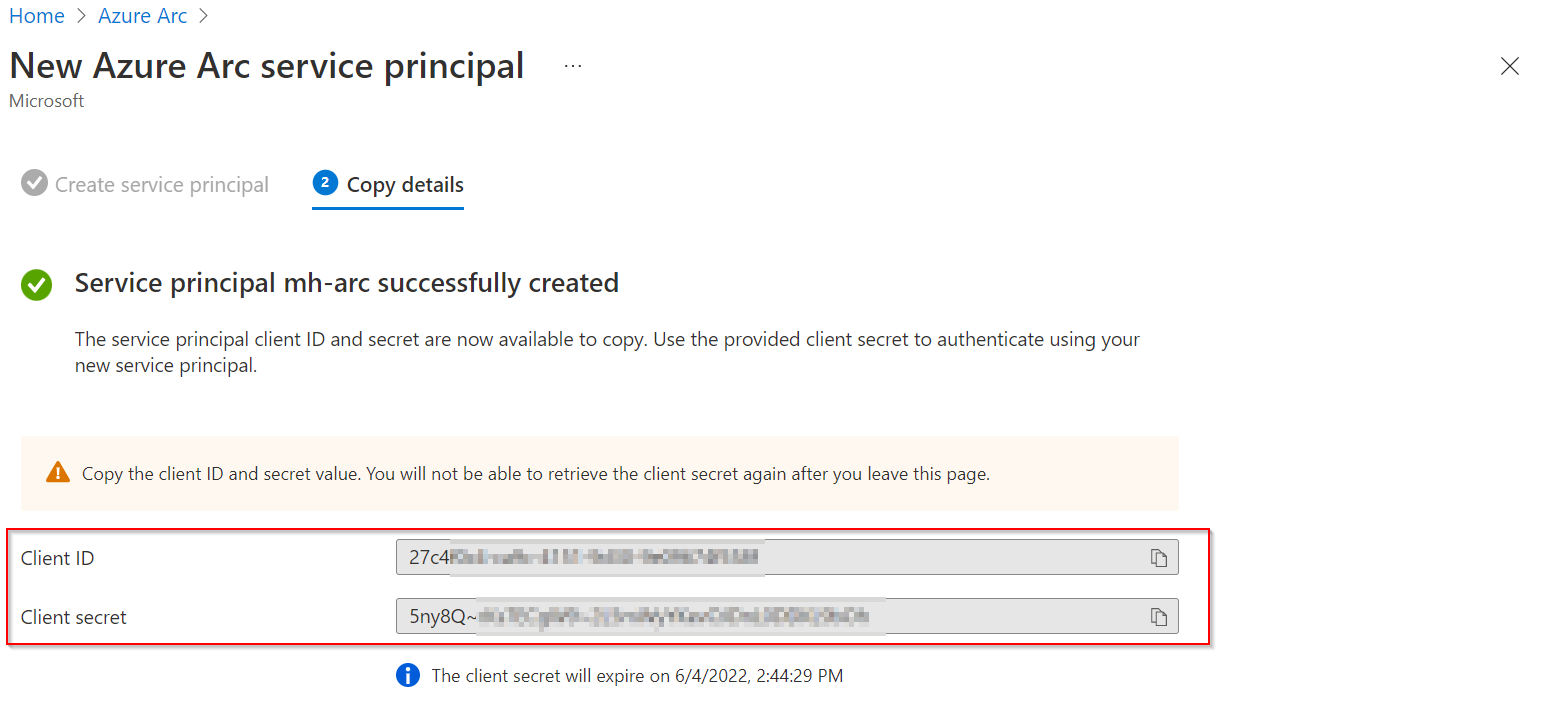 Home > Azure Arc >
New Azure Arc service principal ...
Microsoft
Create service principal 2 Copy details
Service principal mh-arc successfully created
The service principal client ID and secret are now available to copy. Use the provided client secret to authenticate using your
new service principal.
Copy the client ID and secret value. You will not be able to retrieve the client secret again after you leave this page.
Client ID 27c4
Client secret 5ny8Q~
The client secret will expire on 6/4/2022, 2:44:29 PM